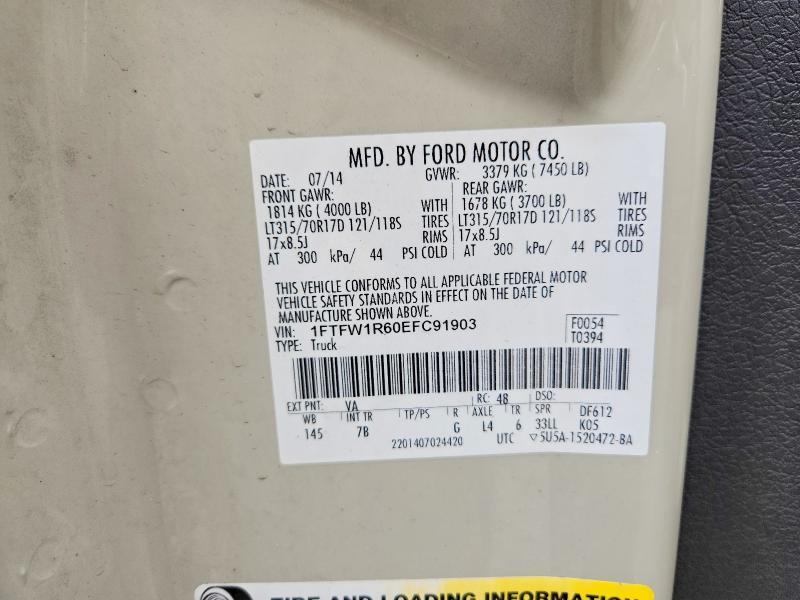 MFD. BY FORD MOTOR CO.
DATE: 07/14 GVWR: 3379 KG ( 7450 LB)
FRONT GAWR: REAR GAWR:
1814 KG ( 4000 LB) WITH 1678 KG ( 3700 LB) WITH
LT315/70R17D 121/118S TIRES LT315/70R17D 121/118S TIRES
17x8.5J RIMS 17x8.5J RIMS
AT 300 kPa/ 44 PSI COLD AT 300 kPa/ 44 PSI COLD
THIS VEHICLE CONFORMS TO ALL APPLICABLE FEDERAL MOTOR
VEHICLE SAFETY STANDARDS IN EFFECT ON THE DATE OF
MANUFACTURE SHOWN ABOVE.
VIN: 1FTFW1R60EFC91903 F0054
TYPE: Truck T0394
EXT PNT: VA RC: 48 DSO:
WB INT TR TP/PS R AXLE TR SPR DF612
145 7B G L4 6 33LL K05
2201407024420 UTC ▽5U5A-1520472-BA
TIRE AND LOADING INFORMATION